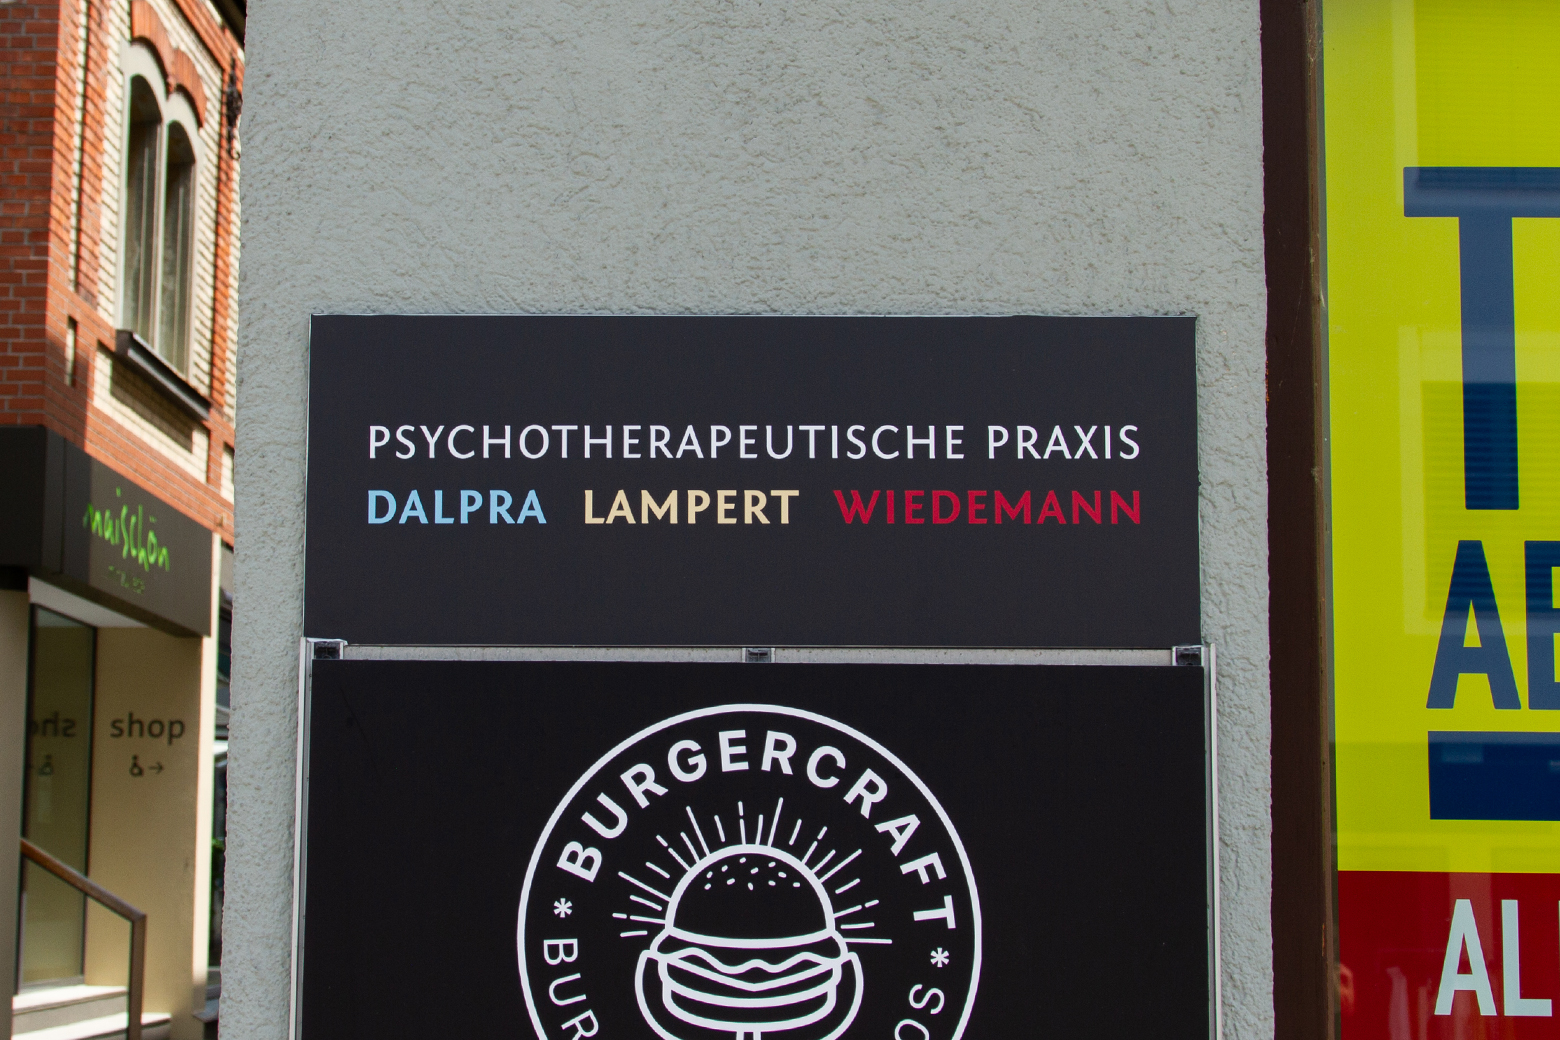 PSYCHOTHERAPEUTISCHE PRAXIS
DALPRA LAMPERT WIEDEMANN
* BURGERCRAFT *
maischön
shop